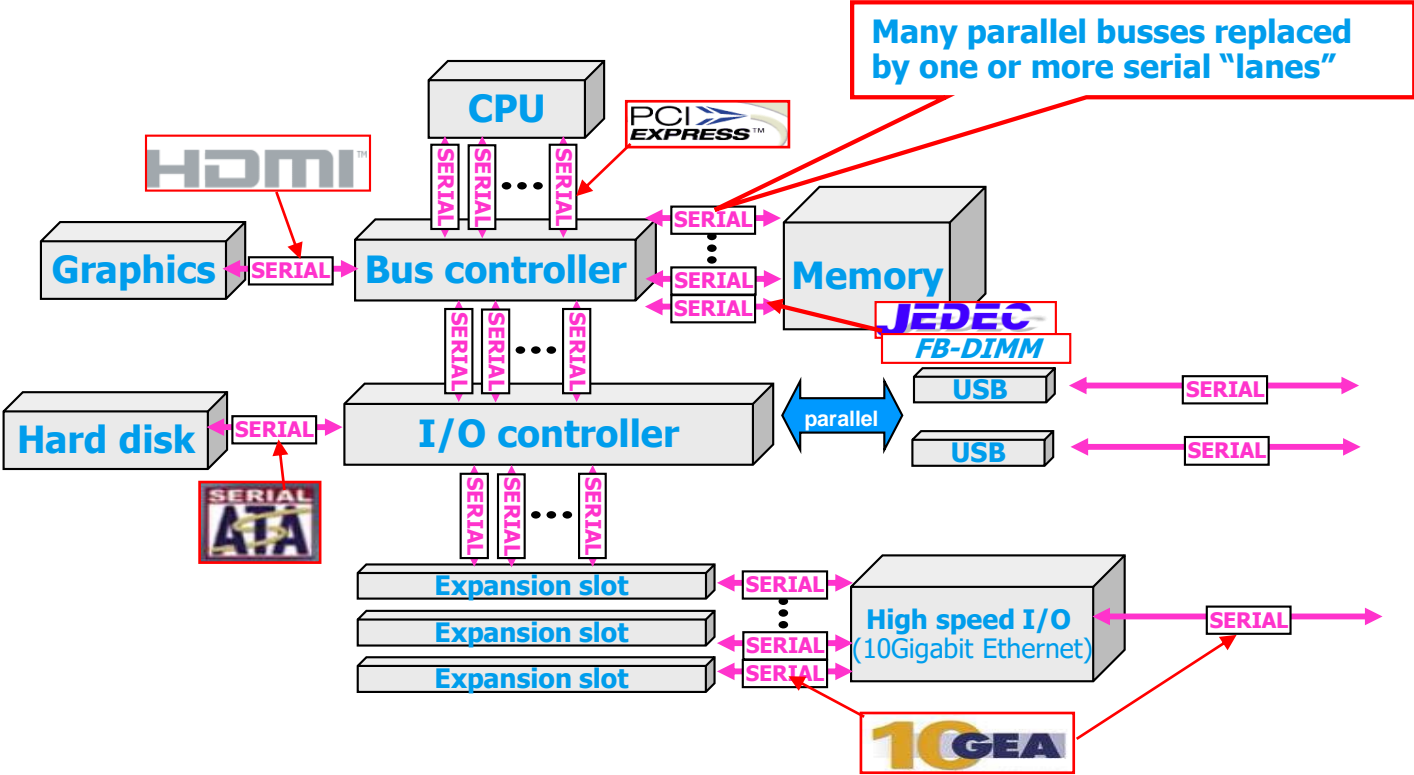 Many parallel busses replaced
by one or more serial “lanes”
CPU
PCI
EXPRESS™
HDMI™
SERIAL
SERIAL
SERIAL
SERIAL
Graphics
SERIAL
Bus controller
SERIAL
SERIAL
Memory
JEDEC
FB-DIMM
SERIAL
SERIAL
SERIAL
USB
SERIAL
Hard disk
SERIAL
I/O controller
parallel
USB
SERIAL
SERIAL
ATA
SERIAL
SERIAL
SERIAL
Expansion slot
SERIAL
Expansion slot
SERIAL
Expansion slot
SERIAL
High speed I/O
(10Gigabit Ethernet)
SERIAL
10GEA